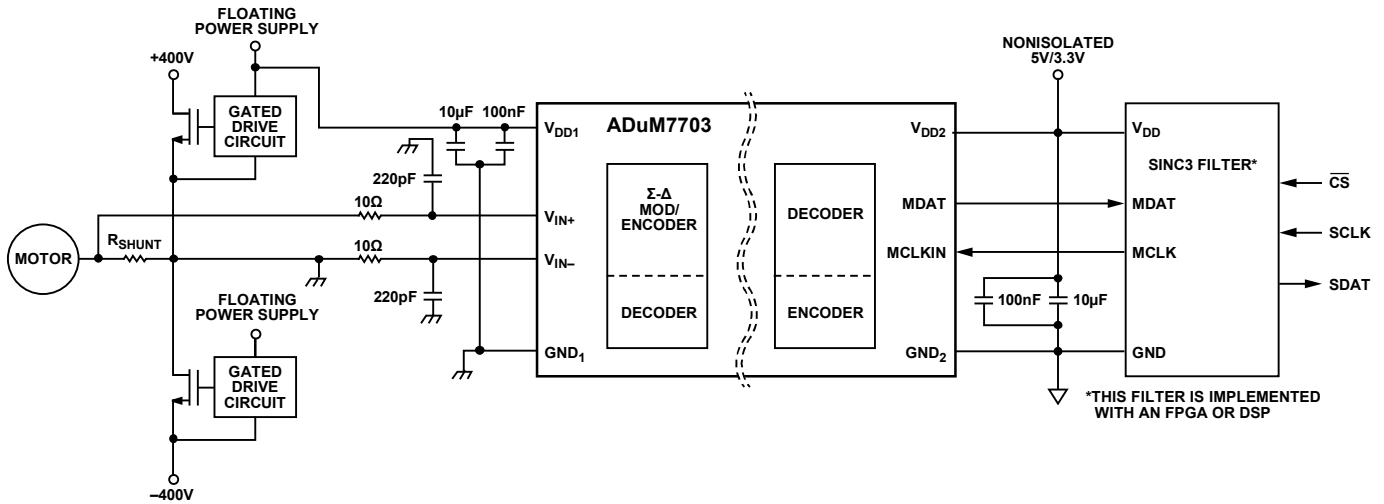 FLOATING
POWER SUPPLY
+400V
GATED
DRIVE
CIRCUIT
10µF
100nF
220pF
10Ω
10Ω
220pF
MOTOR
RSHUNT
FLOATING
POWER SUPPLY
GATED
DRIVE
CIRCUIT
–400V
VDD1
VIN+
VIN–
GND1
ADuM7703
Σ-Δ
MOD/
ENCODER
DECODER
DECODER
ENCODER
VDD2
MDAT
MCLKIN
GND2
NONISOLATED
5V/3.3V
100nF
10µF
VDD
SINC3 FILTER*
MDAT
MCLK
GND
CS
SCLK
SDAT
*THIS FILTER IS IMPLEMENTED
WITH AN FPGA OR DSP